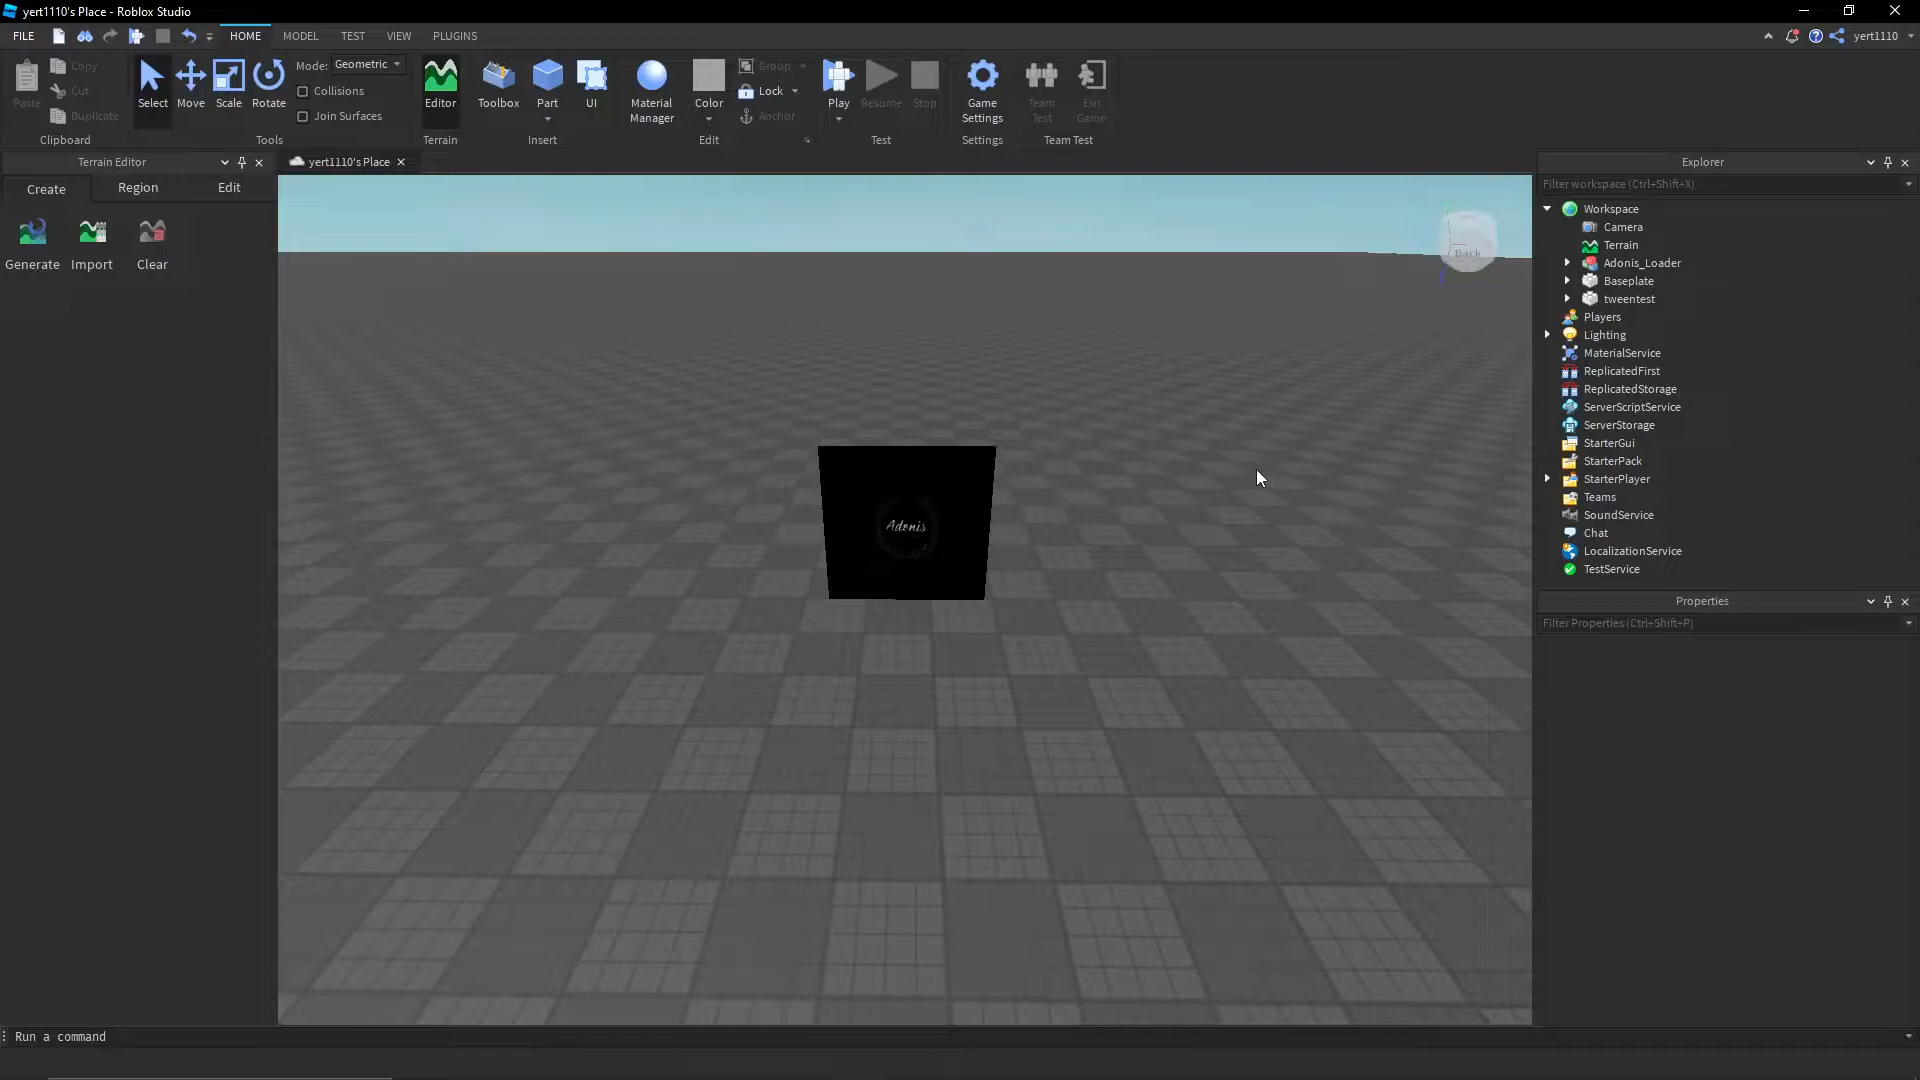 yert1110's Place - Roblox Studio
FILE HOME MODEL TEST VIEW PLUGINS yert1110
Paste
Copy
Cut
Duplicate
Clipboard
Select Move Scale Rotate
Mode: Geometric
Collisions
Join Surfaces
Tools
Editor
Terrain
Toolbox Part UI
Insert
Material
Manager
Color
Group
Lock
Anchor
Edit
Play Resume Stop
Test
Game
Settings
Settings
Team
Test
Exit
Game
Team Test
Terrain Editor
Create Region Edit
Generate Import Clear
yert1110's Place
Back
Adonis
Explorer
Filter workspace (Ctrl+Shift+X)
Workspace
Camera
Terrain
Adonis_Loader
Baseplate
tweentest
Players
Lighting
MaterialService
ReplicatedFirst
ReplicatedStorage
ServerScriptService
ServerStorage
StarterGui
StarterPack
StarterPlayer
Teams
SoundService
Chat
LocalizationService
TestService
Properties
Filter Properties (Ctrl+Shift+P)
Run a command